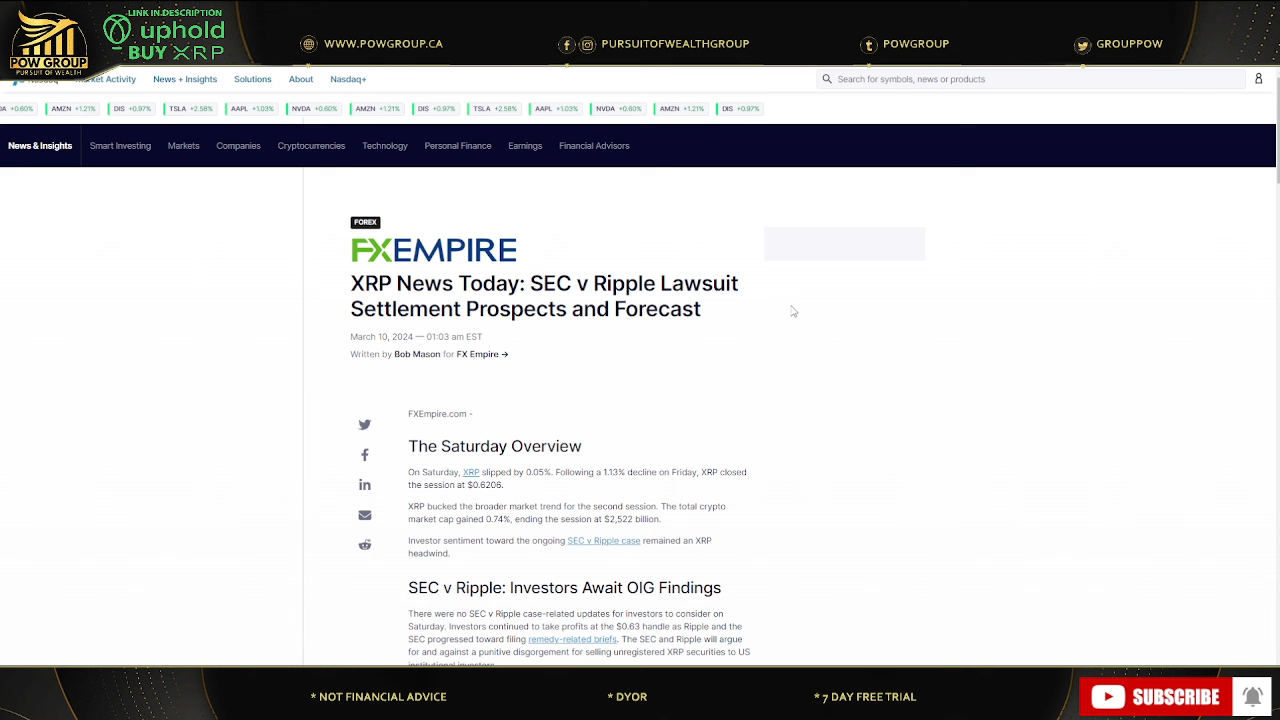 LINK IN DESCRIPTION
uphold
BUY XRP
POW GROUP
PURSUIT OF WEALTH
WWW.POWGROUP.CA
PURSUITOFWEALTHGROUP
POWGROUP
GROUPPOW
Market Activity News + Insights Solutions About Nasdaq+
Search for symbols, news or products
+0.60% AMZN +1.21% DIS +0.97% TSLA +2.58% AAPL +1.03% NVDA +0.60% AMZN +1.21% DIS +0.97% TSLA +2.58% AAPL +1.03% NVDA +0.60% AMZN +1.21% DIS +0.97%
News & Insights Smart Investing Markets Companies Cryptocurrencies Technology Personal Finance Earnings Financial Advisors
FOREX
FXEMPIRE
XRP News Today: SEC v Ripple Lawsuit
Settlement Prospects and Forecast
March 10, 2024 — 01:03 am EST
Written by Bob Mason for FX Empire →
FXEmpire.com -
The Saturday Overview
On Saturday, XRP slipped by 0.05%. Following a 1.13% decline on Friday, XRP closed
the session at $0.6206.
XRP bucked the broader market trend for the second session. The total crypto
market cap gained 0.74%, ending the session at $2,522 billion.
Investor sentiment toward the ongoing SEC v Ripple case remained an XRP
headwind.
SEC v Ripple: Investors Await OIG Findings
There were no SEC v Ripple case-related updates for investors to consider on
Saturday. Investors continued to take profits at the $0.63 handle as Ripple and the
SEC progressed toward filing remedy-related briefs. The SEC and Ripple will argue
for and against a punitive disgorgement for selling unregistered XRP securities to US
institutional investors.
* NOT FINANCIAL ADVICE
* DYOR
* 7 DAY FREE TRIAL
SUBSCRIBE